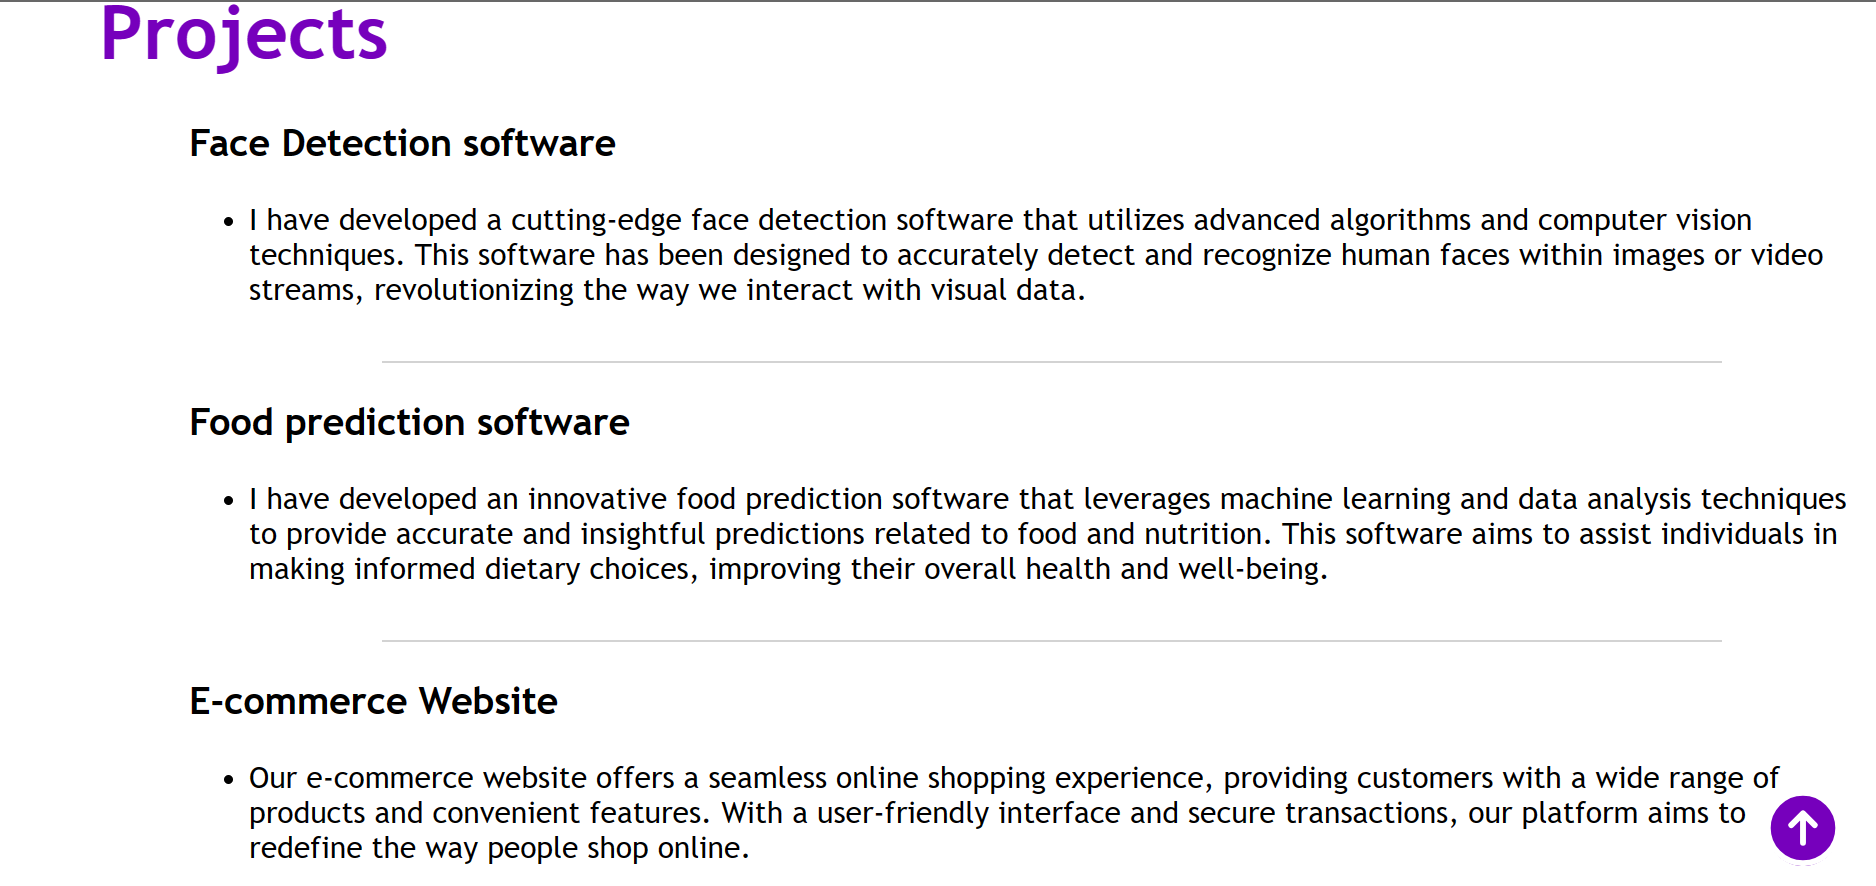 Projects
Face Detection software
• I have developed a cutting-edge face detection software that utilizes advanced algorithms and computer vision
techniques. This software has been designed to accurately detect and recognize human faces within images or video
streams, revolutionizing the way we interact with visual data.
Food prediction software
• I have developed an innovative food prediction software that leverages machine learning and data analysis techniques
to provide accurate and insightful predictions related to food and nutrition. This software aims to assist individuals in
making informed dietary choices, improving their overall health and well-being.
E-commerce Website
• Our e-commerce website offers a seamless online shopping experience, providing customers with a wide range of
products and convenient features. With a user-friendly interface and secure transactions, our platform aims to
redefine the way people shop online.